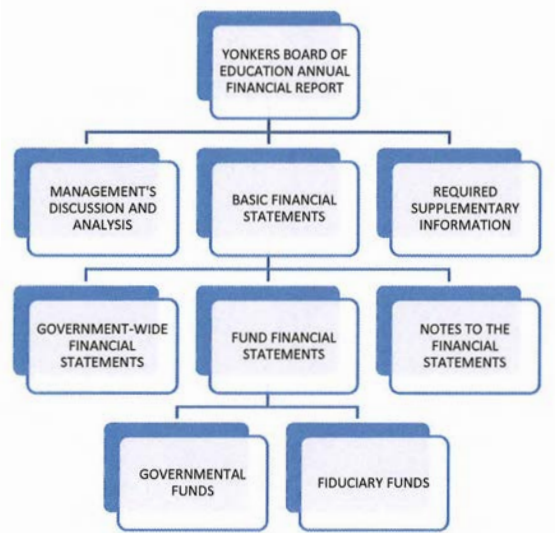 YONKERS BOARD OF
EDUCATION ANNUAL
FINANCIAL REPORT
MANAGEMENT'S
DISCUSSION AND
ANALYSIS
BASIC FINANCIAL
STATEMENTS
REQUIRED
SUPPLEMENTARY
INFORMATION
GOVERNMENT-WIDE
FINANCIAL
STATEMENTS
FUND FINANCIAL
STATEMENTS
NOTES TO THE
FINANCIAL
STATEMENTS
GOVERNMENTAL
FUNDS
FIDUCIARY FUNDS